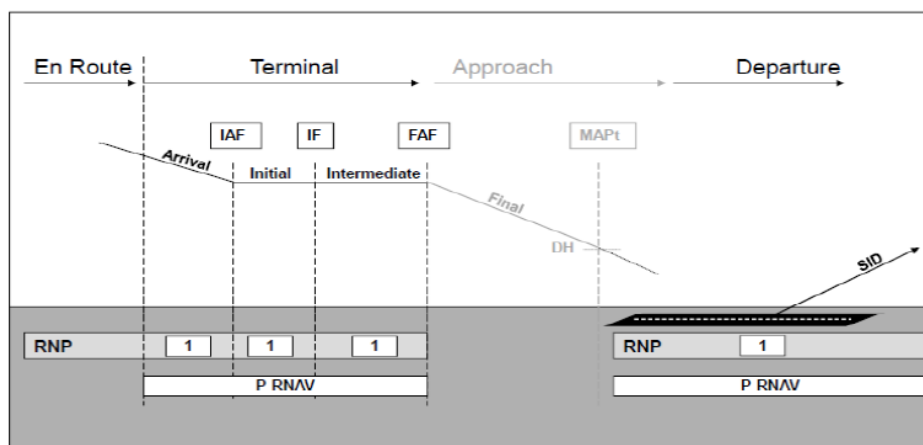 En Route Terminal Approach Departure
IAF IF FAF MAPt
Arrival Initial Intermediate
Final
DH
SID
RNP 1 1 1 RNP 1
P RNAV P RNAV